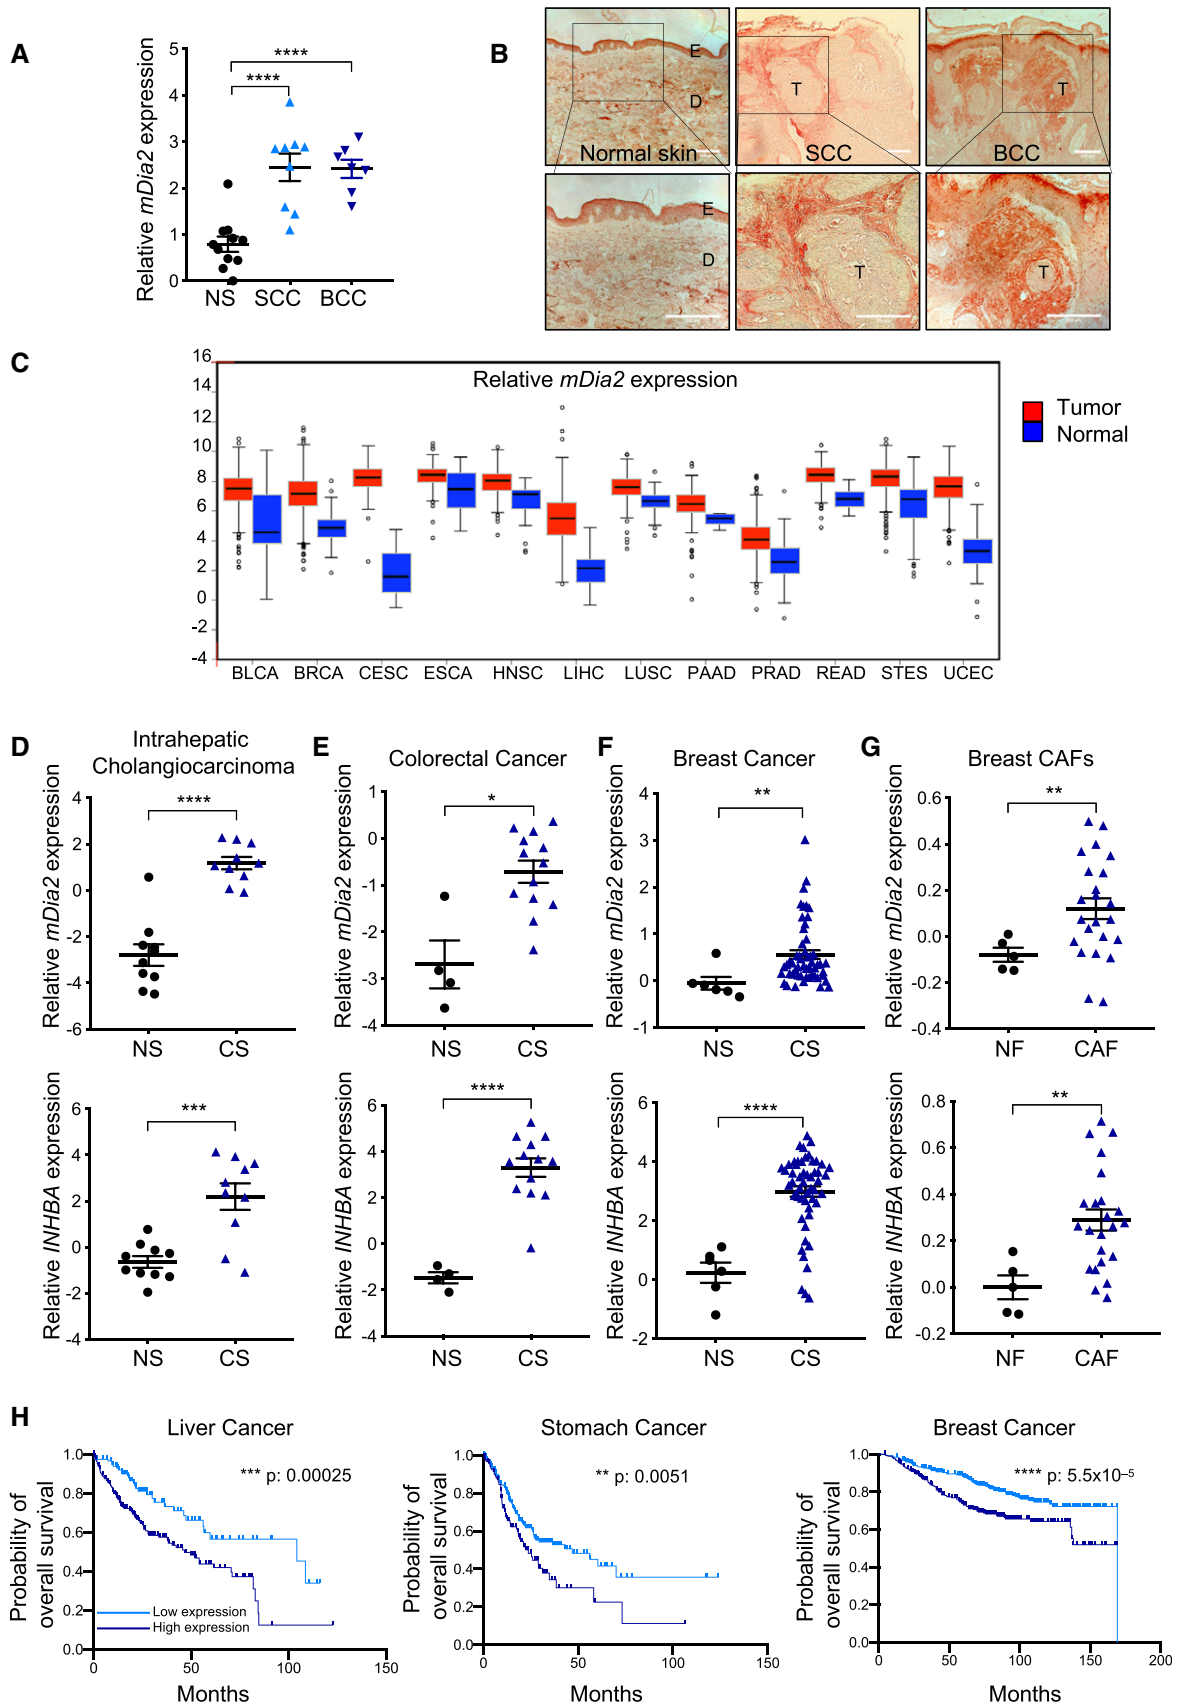 A
Relative mDia2 expression
5
4
3
2
1
0
****
****
NS SCC BCC
B
E
D
Normal skin
T
SCC
T
BCC
E
D
T
T
C
Relative mDia2 expression
16
14
12
10
8
6
4
2
0
-2
-4
BLCA BRCA CESC ESCA HNSC LIHC LUSC PAAD PRAD READ STES UCEC
Tumor
Normal
D
Intrahepatic
Cholangiocarcinoma
Relative mDia2 expression
4
2
0
-2
-4
-6
****
NS CS
Relative INHBA expression
6
4
2
0
-2
-4
***
NS CS
E
Colorectal Cancer
Relative mDia2 expression
1
0
-1
-2
-3
-4
*
NS CS
Relative INHBA expression
6
4
2
0
-2
-4
****
NS CS
F
Breast Cancer
Relative mDia2 expression
4
3
2
1
0
-1
**
NS CS
Relative INHBA expression
6
4
2
0
-2
****
NS CS
G
Breast CAFs
Relative mDia2 expression
0.6
0.4
0.2
0.0
-0.2
-0.4
**
NF CAF
Relative INHBA expression
0.8
0.6
0.4
0.2
0.0
-0.2
**
NF CAF
H
Liver Cancer
Probability of
overall survival
1.0
0.8
0.6
0.4
0.2
0.0
*** p: 0.00025
Low expression
High expression
0 50 100 150
Months
Stomach Cancer
Probability of
overall survival
1.0
0.8
0.6
0.4
0.2
0.0
** p: 0.0051
0 50 100 150
Months
Breast Cancer
Probability of
overall survival
1.0
0.8
0.6
0.4
0.2
0.0
**** p: 5.5x10⁻⁵
0 50 100 150 200
Months